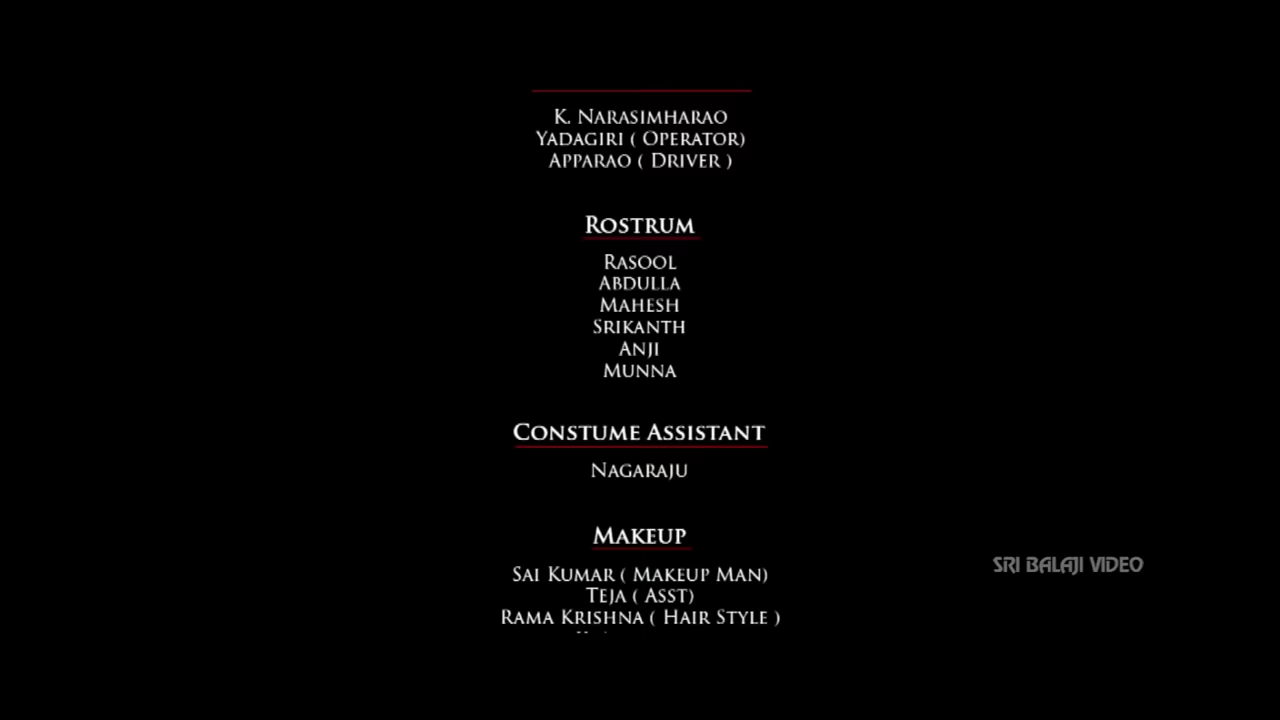 K. Narasimharao
Yadagiri ( Operator)
Apparao ( Driver )
Rostrum
Rasool
Abdulla
Mahesh
Srikanth
Anji
Munna
Constume Assistant
Nagaraju
Makeup
Sai Kumar ( Makeup Man)
Teja ( Asst)
Rama Krishna ( Hair Style )
SRI BALAJI VIDEO